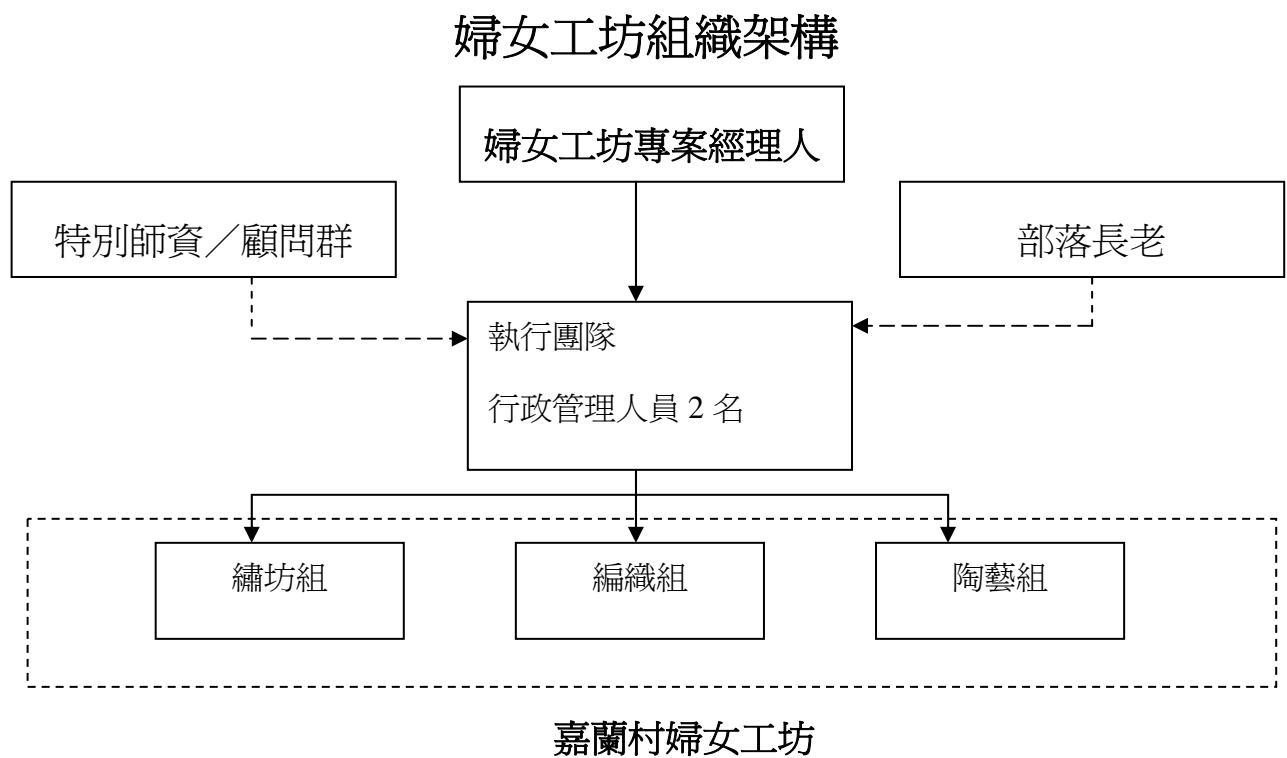 婦女工坊組織架構
婦女工坊專案經理人
特別師資／顧問群
部落長老
執行團隊
行政管理人員 2 名
繡坊組
編織組
陶藝組
嘉蘭村婦女工坊